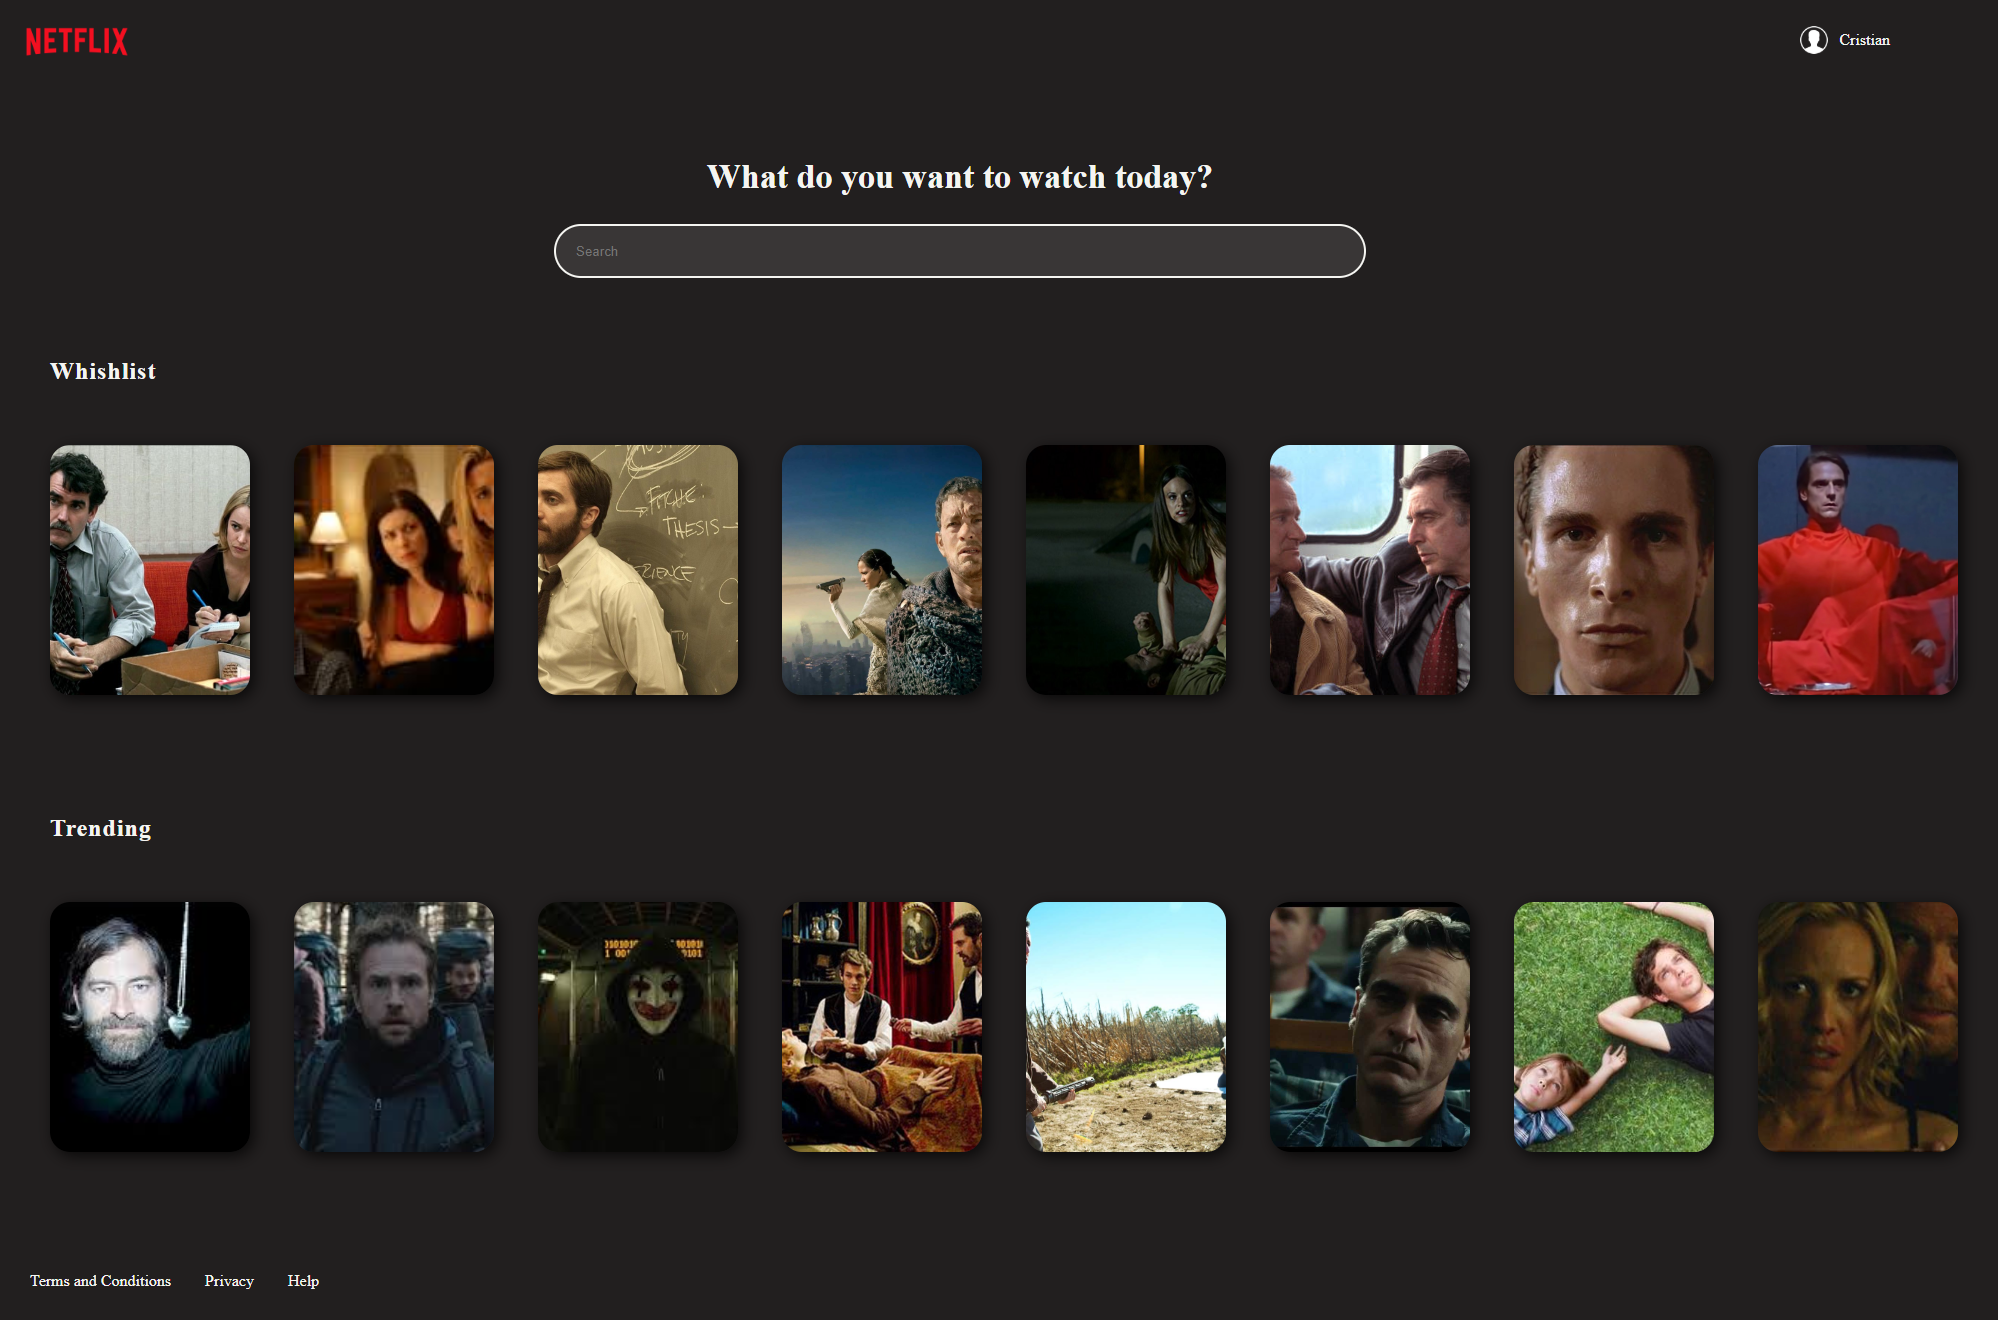 NETFLIX
Cristian
What do you want to watch today?
Search
Whishlist
THESIS
Trending
Terms and Conditions Privacy Help